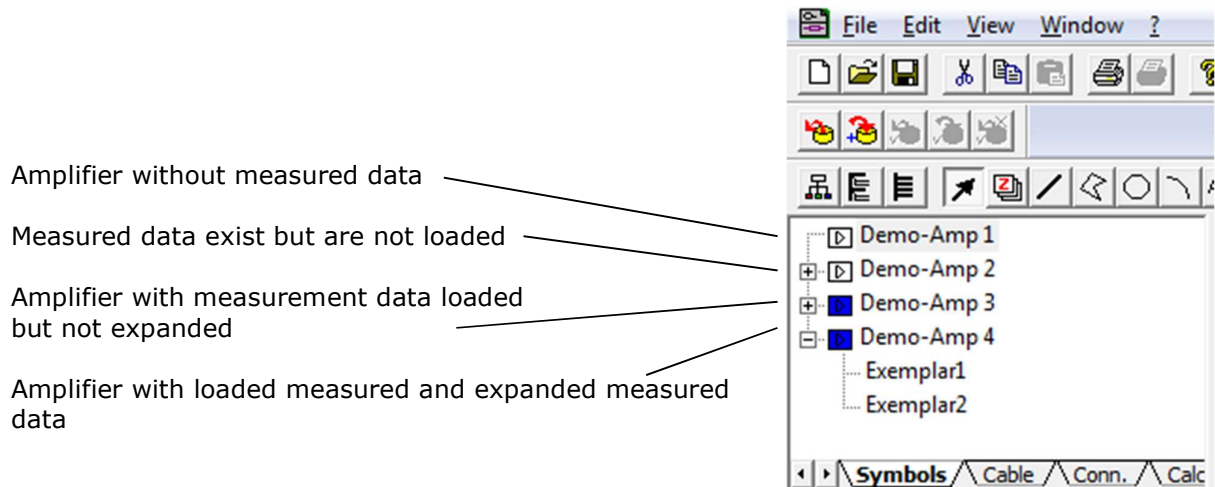 File Edit View Window ?
Amplifier without measured data
Measured data exist but are not loaded
Amplifier with measurement data loaded
but not expanded
Amplifier with loaded measured and expanded measured
data
Z
Demo-Amp 1
Demo-Amp 2
Demo-Amp 3
Demo-Amp 4
Exemplar1
Exemplar2
Symbols Cable Conn. Calc